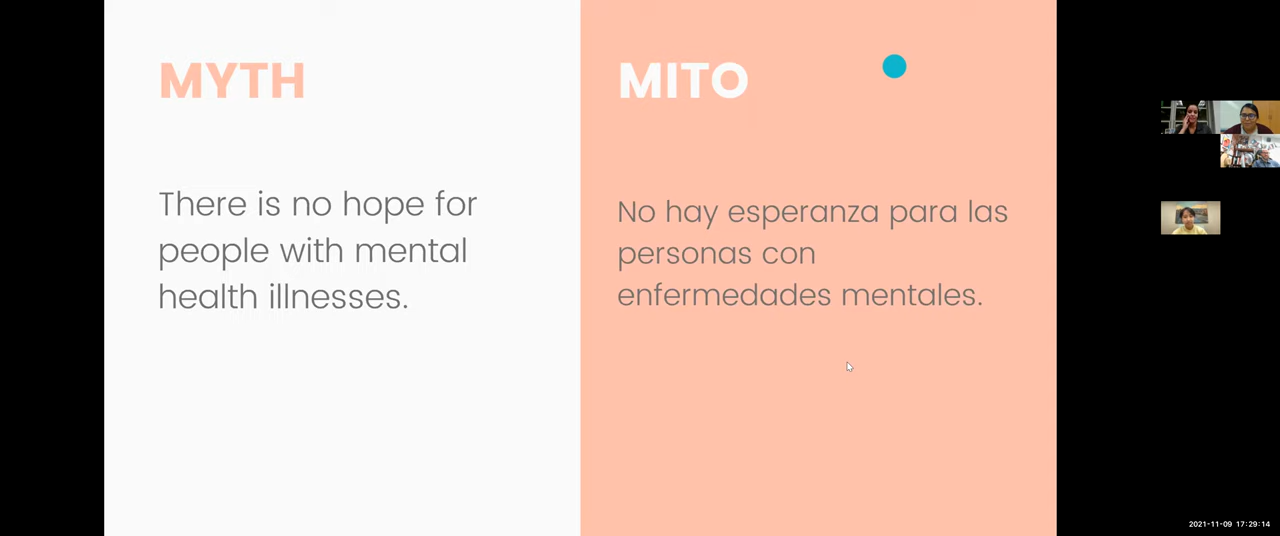 MYTH
There is no hope for
people with mental
health illnesses.
MITO
No hay esperanza para las
personas con
enfermedades mentales.
2021-11-09 17:29:14